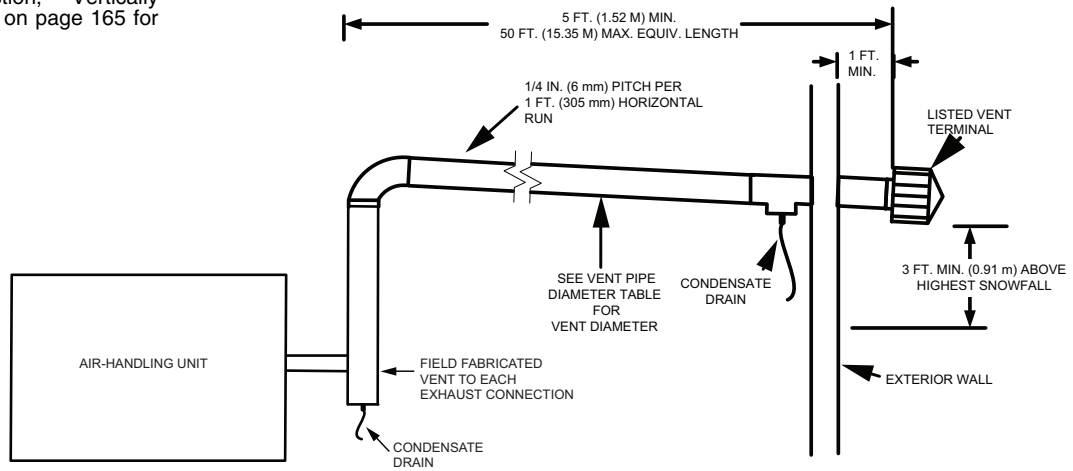 ction, Vertically
on page 165 for
5 FT. (1.52 M) MIN.
50 FT. (15.35 M) MAX. EQUIV. LENGTH
1 FT.
MIN.
1/4 IN. (6 mm) PITCH PER
1 FT. (305 mm) HORIZONTAL
RUN
LISTED VENT
TERMINAL
SEE VENT PIPE
DIAMETER TABLE
FOR
VENT DIAMETER
CONDENSATE
DRAIN
3 FT. MIN. (0.91 m) ABOVE
HIGHEST SNOWFALL
AIR-HANDLING UNIT
FIELD FABRICATED
VENT TO EACH
EXHAUST CONNECTION
EXTERIOR WALL
CONDENSATE
DRAIN